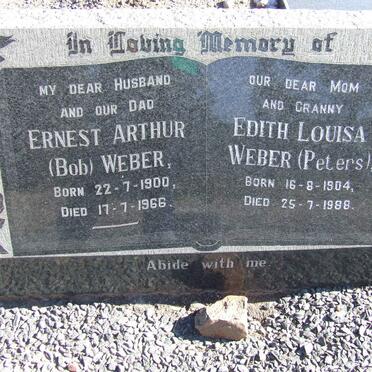 In Loving Memory of
MY DEAR HUSBAND
AND OUR DAD
ERNEST ARTHUR
(BOB) WEBER,
BORN 22-7-1900,
DIED 17-7-1966.
OUR DEAR MOM
AND GRANNY
EDITH LOUISA
WEBER (PETERS),
BORN 16-8-1904,
DIED 25-7-1988.
Abide with me.